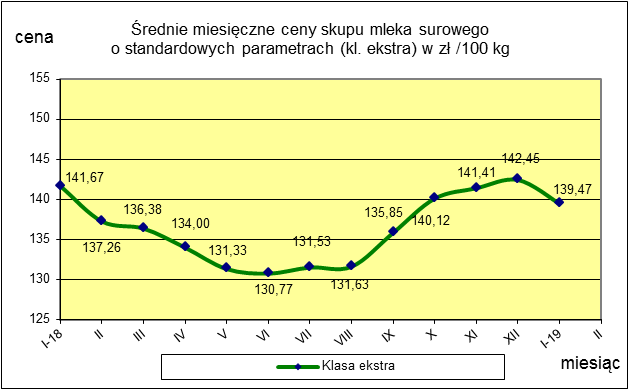 Średnie miesięczne ceny skupu mleka surowego
o standardowych parametrach (kl. ekstra) w zł /100 kg
cena
155
150
145
140
135
130
125
141,67
137,26
136,38
134,00
131,33
130,77
131,53
131,63
135,85
140,12
141,41
142,45
139,47
I-18
II
III
IV
V
VI
VII
VIII
IX
X
XI
XII
I-19
II
miesiąc
Klasa ekstra